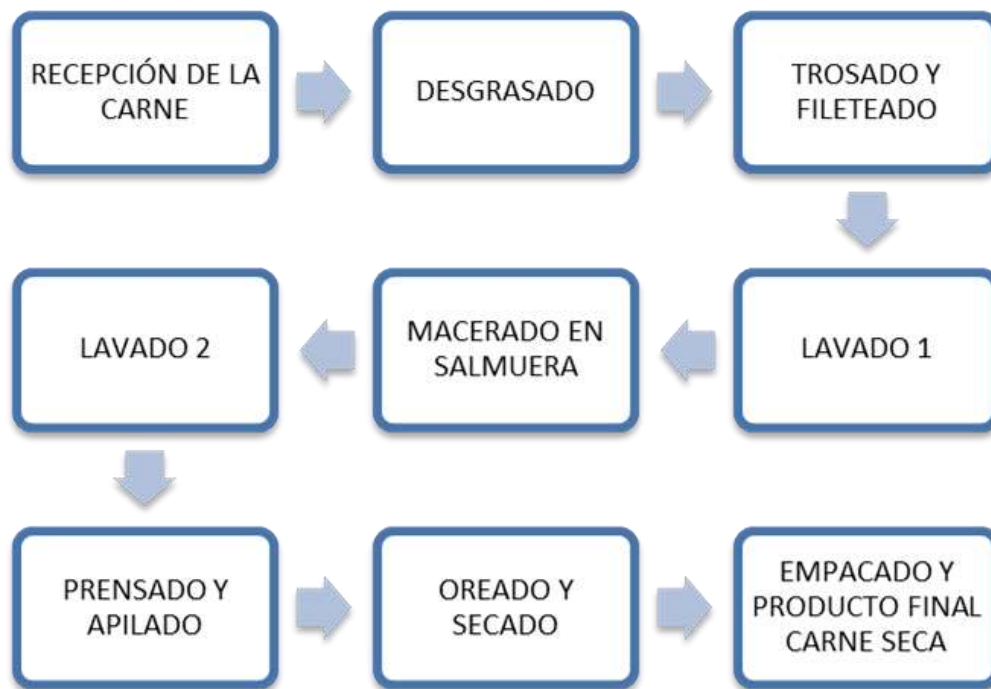 RECEPCIÓN DE LA
CARNE
DESGRASADO
TROSADO Y
FILETEADO
LAVADO 1
MACERADO EN
SALMUERA
LAVADO 2
PRENSADO Y
APILADO
OREADO Y
SECADO
EMPACADO Y
PRODUCTO FINAL
CARNE SECA